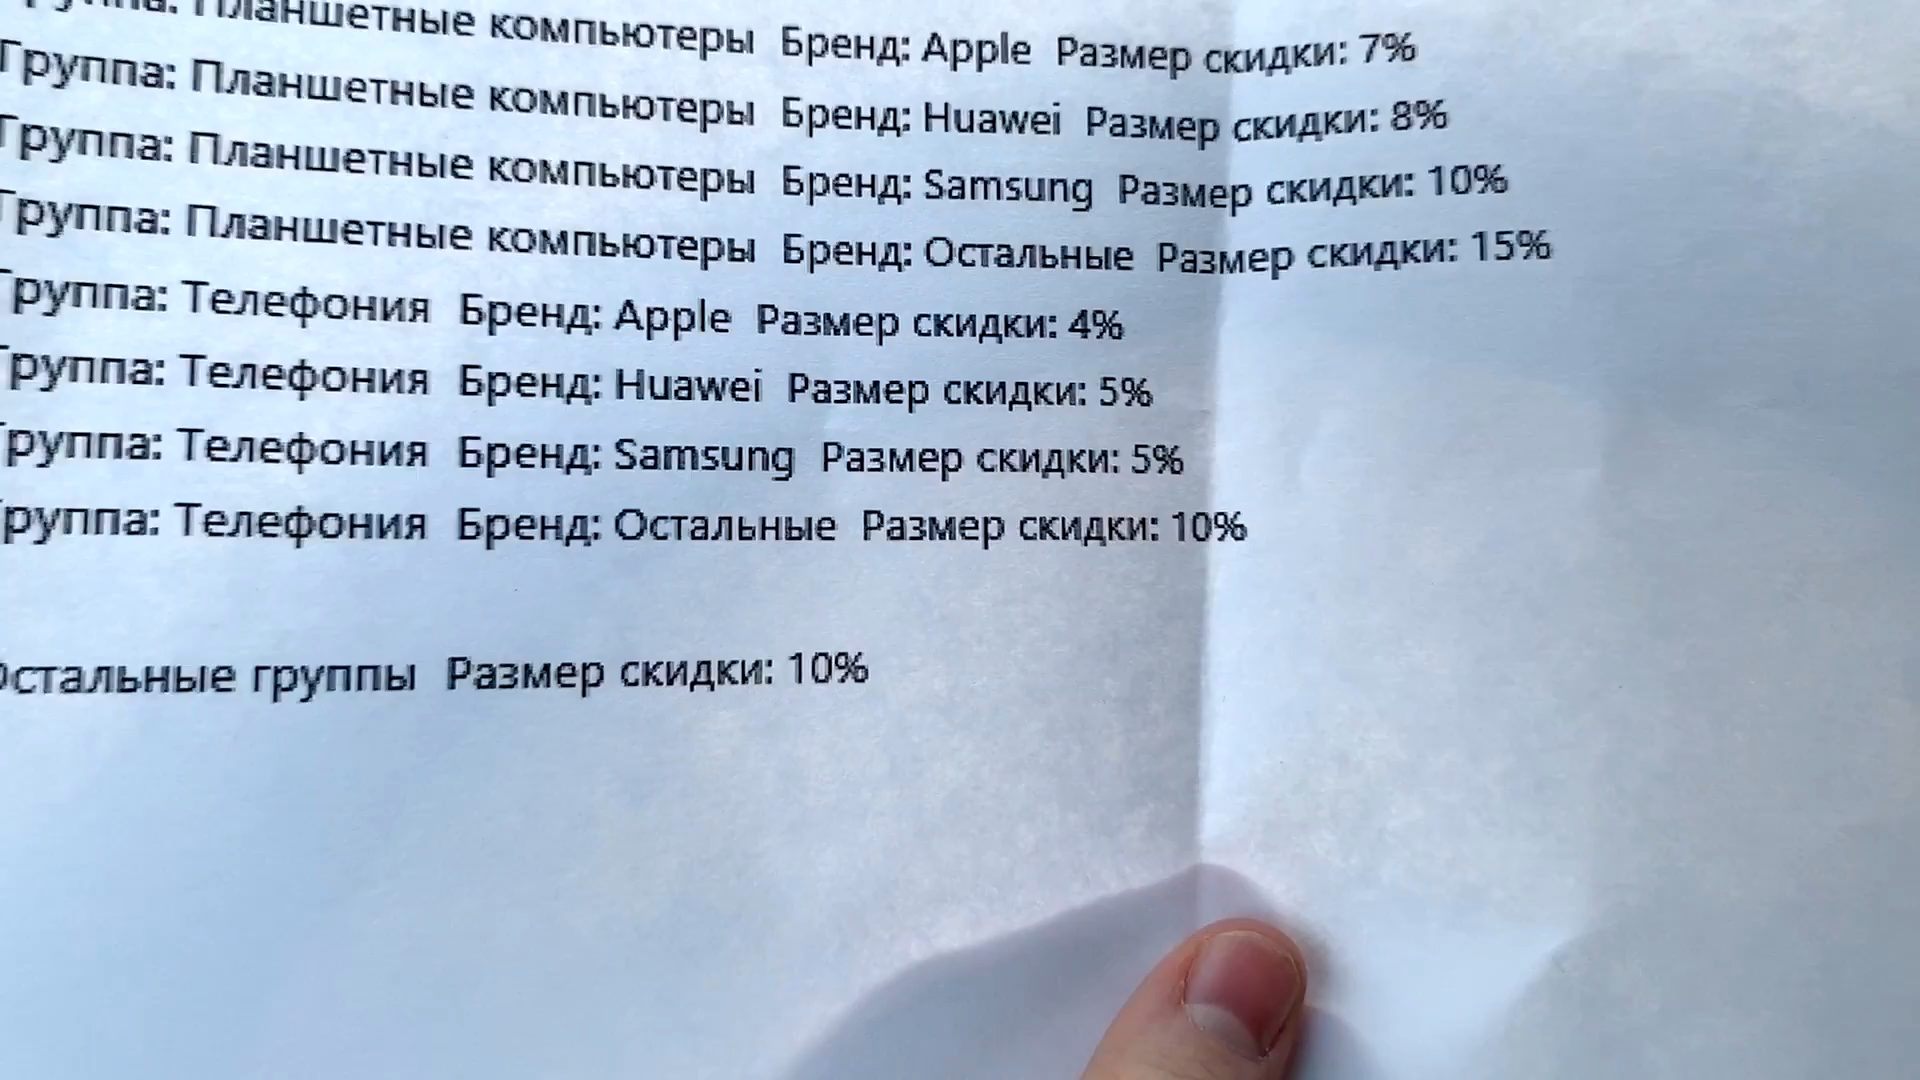 Группа: Планшетные компьютеры Бренд: Apple Размер скидки: 7%
Группа: Планшетные компьютеры Бренд: Huawei Размер скидки: 8%
Группа: Планшетные компьютеры Бренд: Samsung Размер скидки: 10%
Группа: Планшетные компьютеры Бренд: Остальные Размер скидки: 15%
Группа: Телефония Бренд: Apple Размер скидки: 4%
Группа: Телефония Бренд: Huawei Размер скидки: 5%
Группа: Телефония Бренд: Samsung Размер скидки: 5%
Группа: Телефония Бренд: Остальные Размер скидки: 10%
Остальные группы Размер скидки: 10%